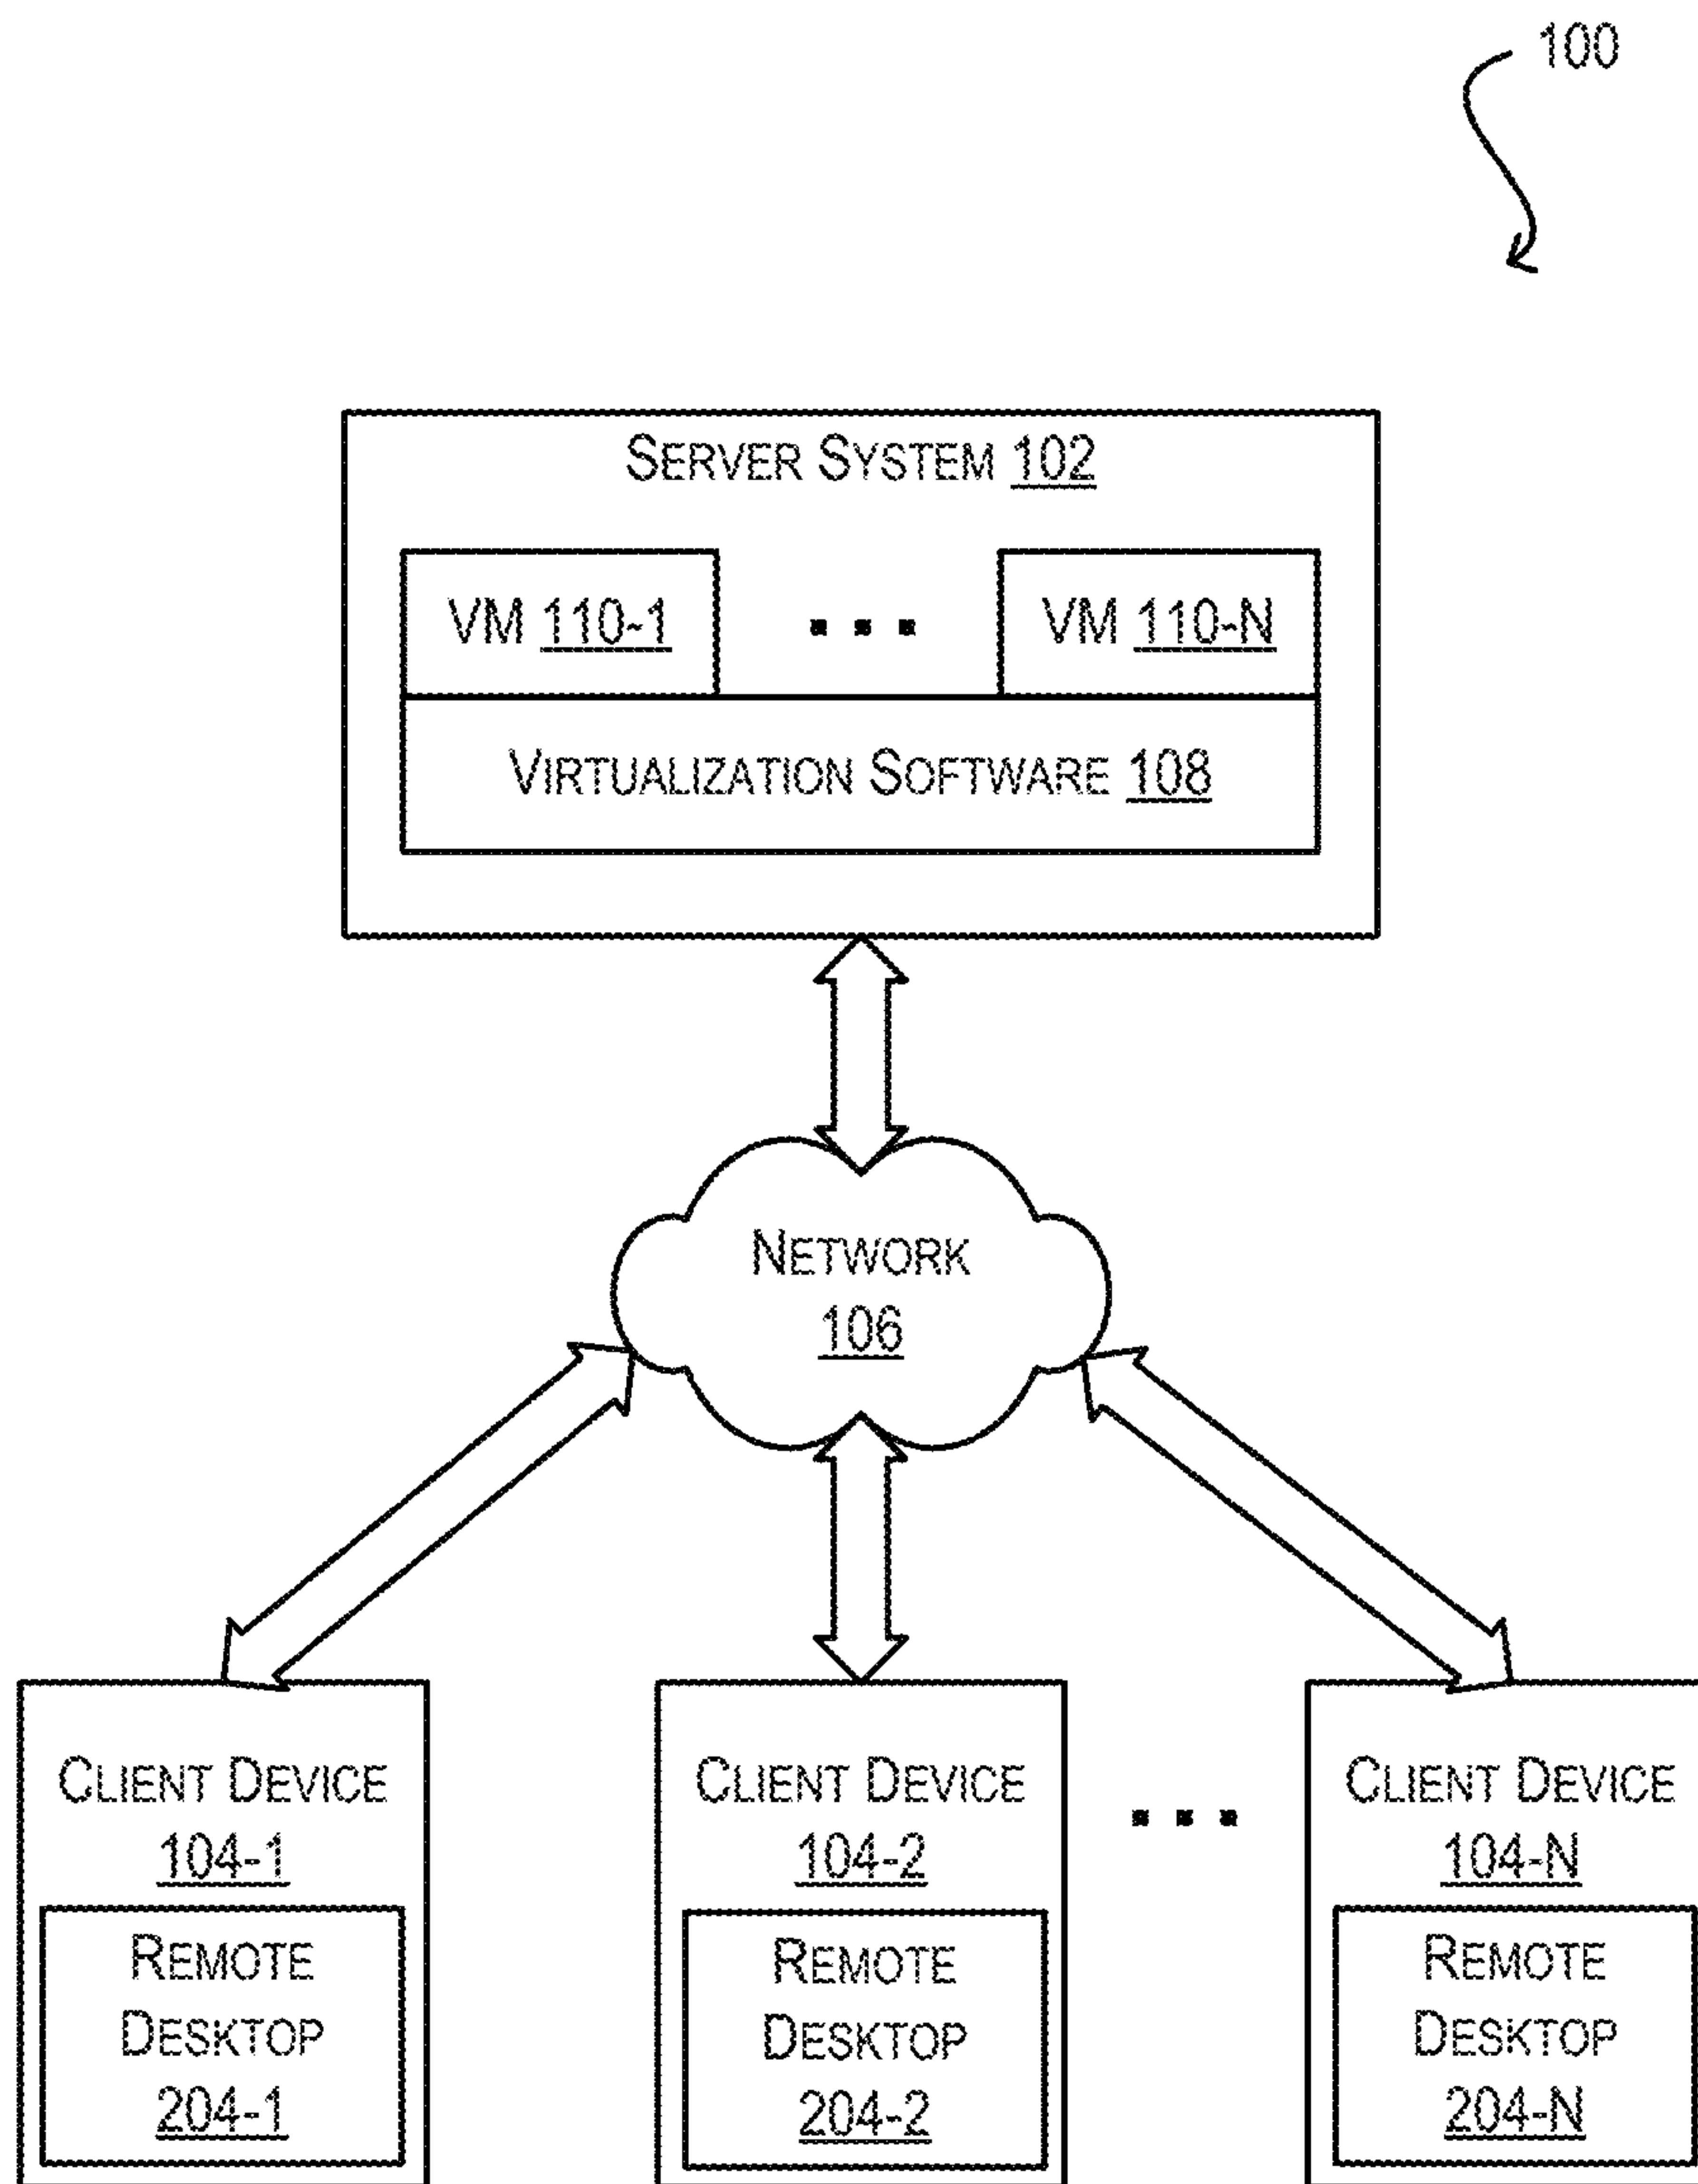 100
SERVER SYSTEM 102
VM 110-1 ... VM 110-N
VIRTUALIZATION SOFTWARE 108
NETWORK
106
CLIENT DEVICE
104-1
REMOTE
DESKTOP
204-1
CLIENT DEVICE
104-2
REMOTE
DESKTOP
204-2
...
CLIENT DEVICE
104-N
REMOTE
DESKTOP
204-N